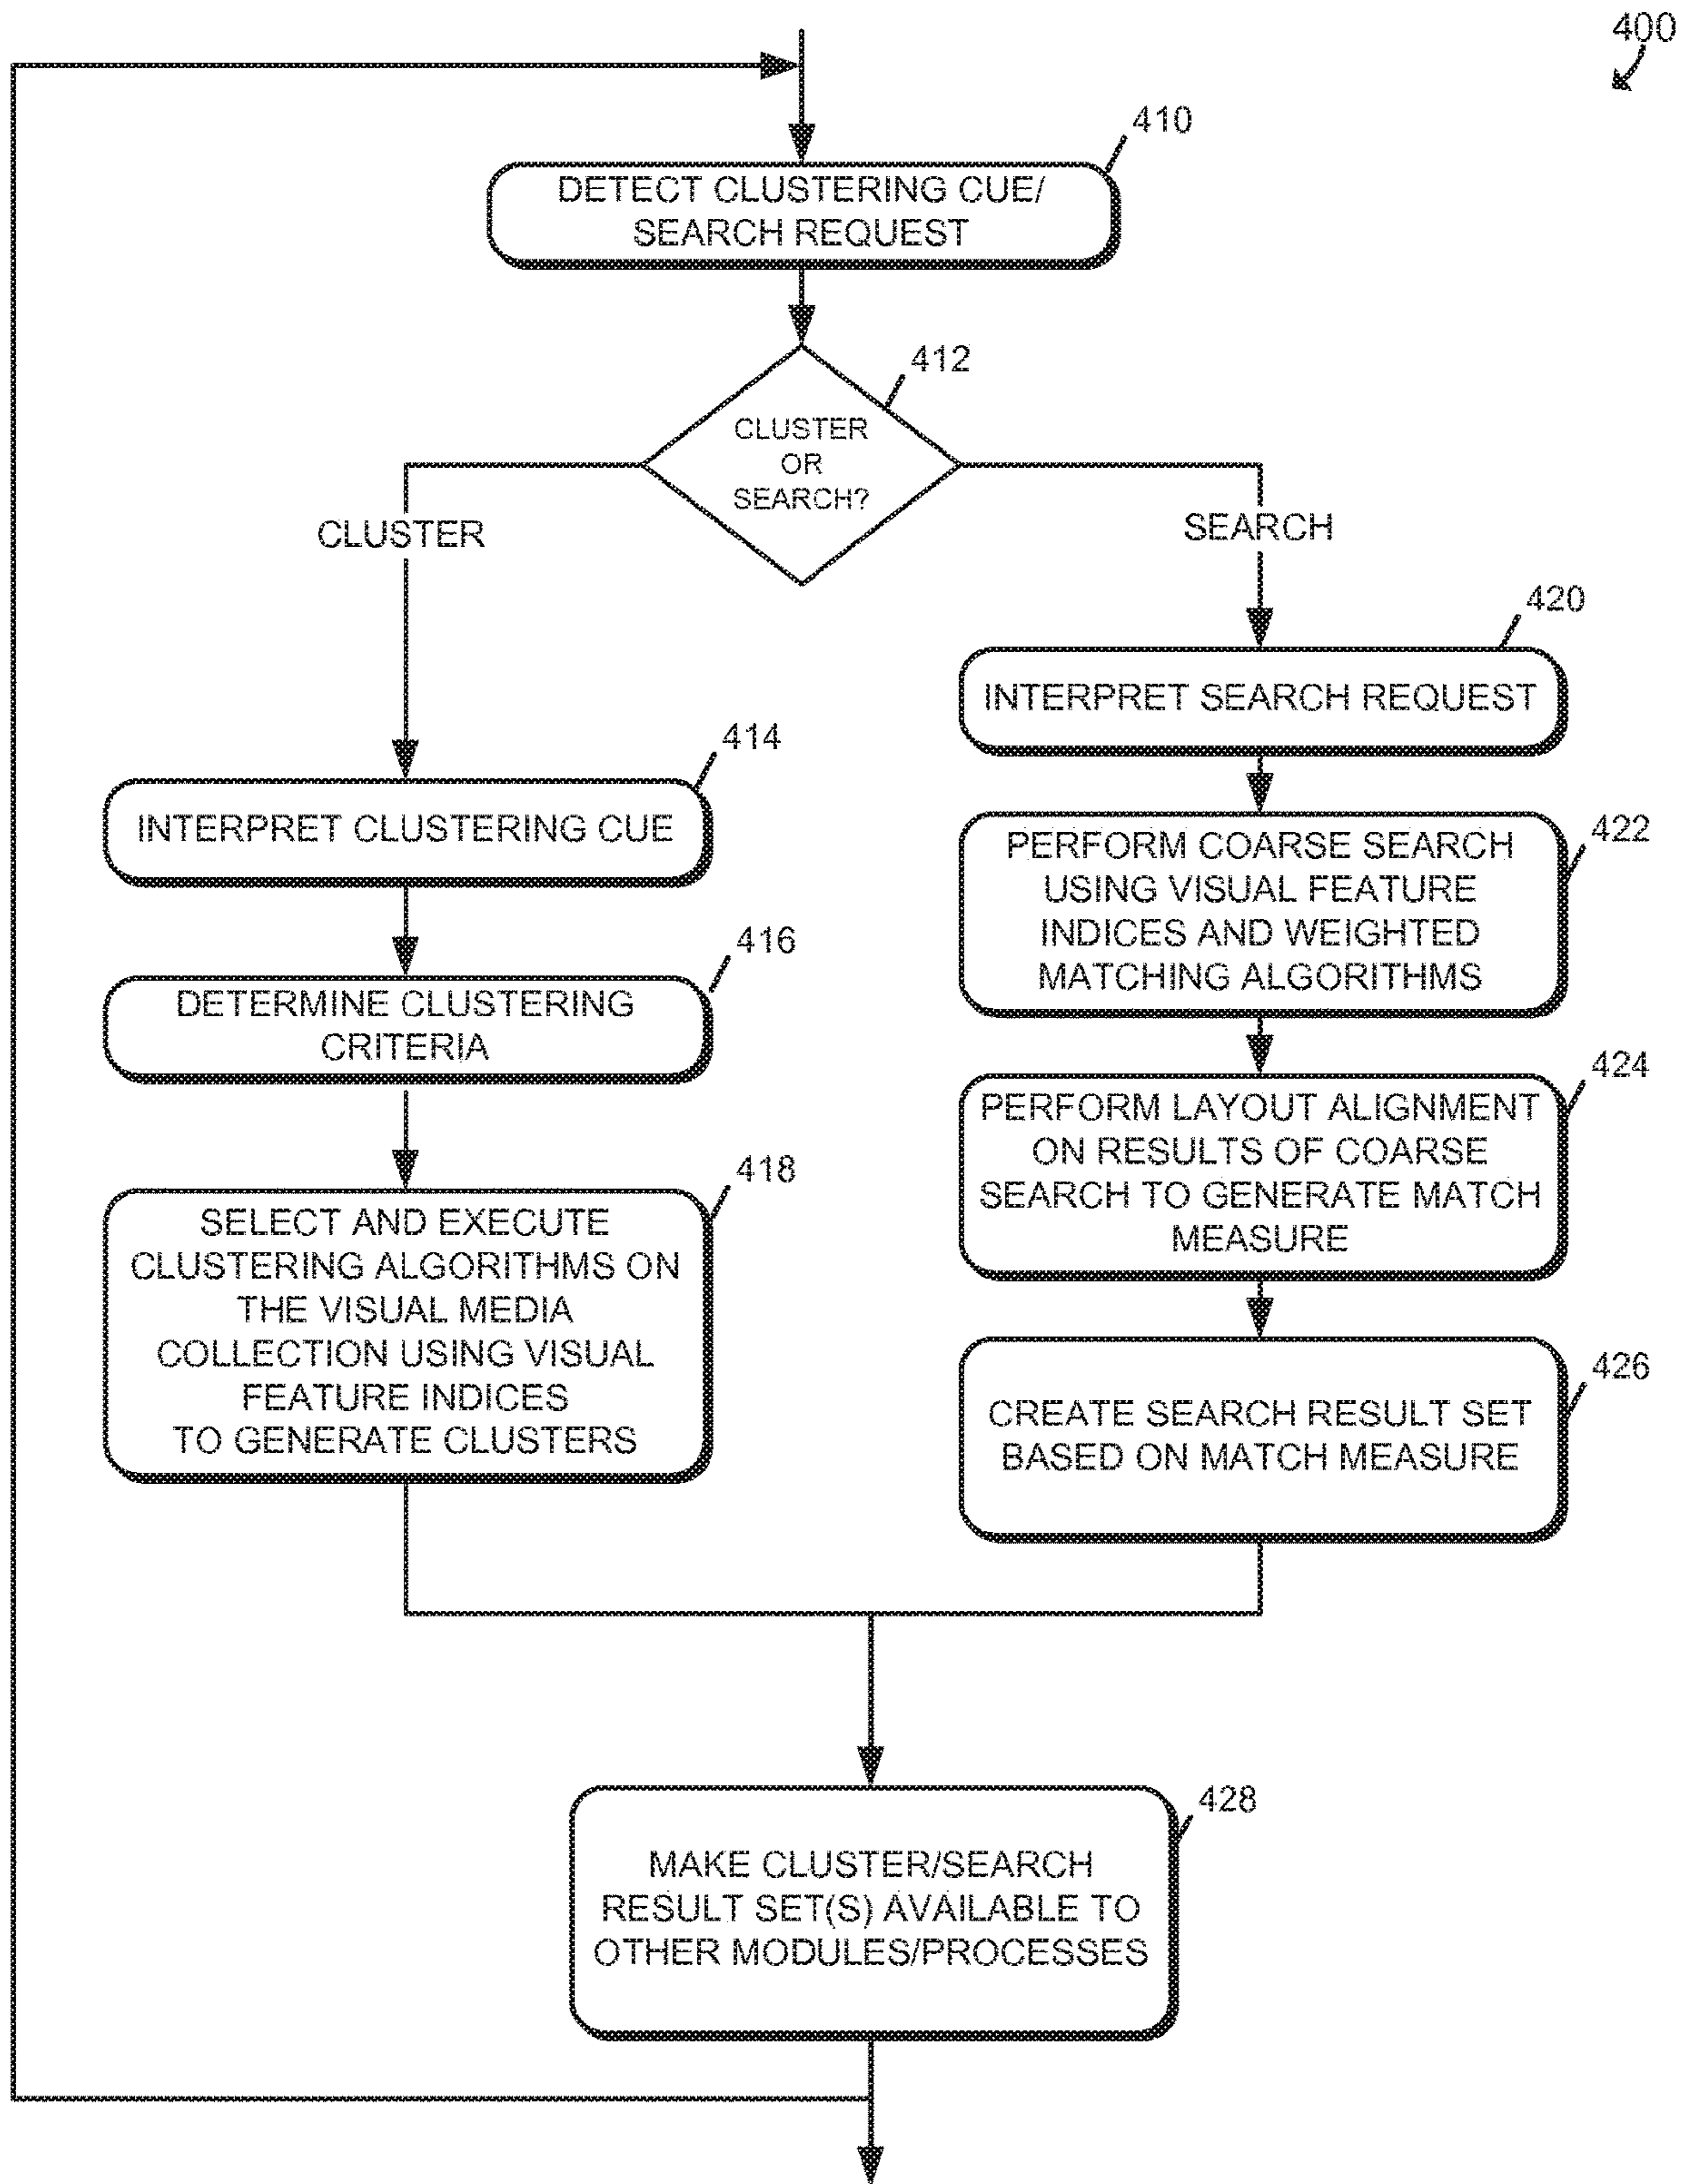 400
410
DETECT CLUSTERING CUE/
SEARCH REQUEST
412
CLUSTER
OR
SEARCH?
CLUSTER
SEARCH
414
INTERPRET CLUSTERING CUE
416
DETERMINE CLUSTERING
CRITERIA
418
SELECT AND EXECUTE
CLUSTERING ALGORITHMS ON
THE VISUAL MEDIA
COLLECTION USING VISUAL
FEATURE INDICES
TO GENERATE CLUSTERS
420
INTERPRET SEARCH REQUEST
422
PERFORM COARSE SEARCH
USING VISUAL FEATURE
INDICES AND WEIGHTED
MATCHING ALGORITHMS
424
PERFORM LAYOUT ALIGNMENT
ON RESULTS OF COARSE
SEARCH TO GENERATE MATCH
MEASURE
426
CREATE SEARCH RESULT SET
BASED ON MATCH MEASURE
428
MAKE CLUSTER/SEARCH
RESULT SET(S) AVAILABLE TO
OTHER MODULES/PROCESSES